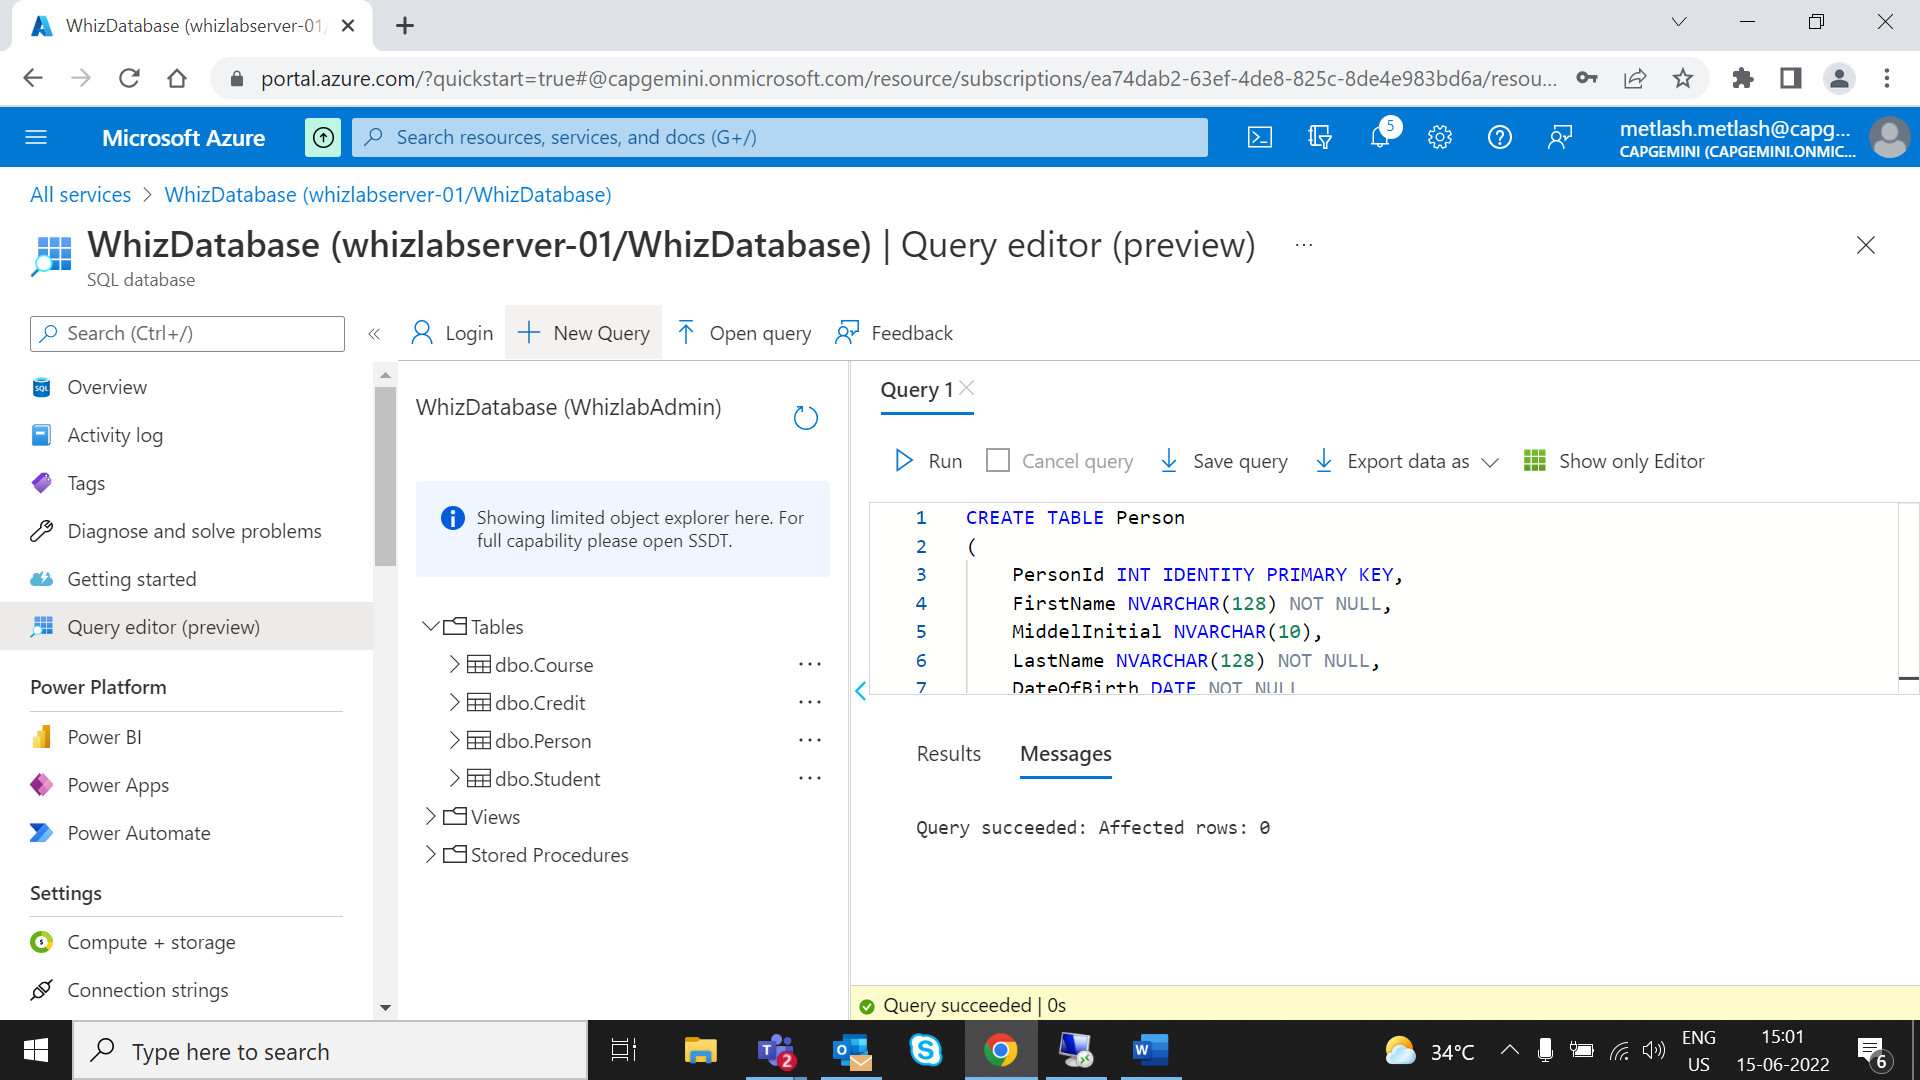 WhizDatabase (whizlabserver-01/
portal.azure.com/?quickstart=true#@capgemini.onmicrosoft.com/resource/subscriptions/ea74dab2-63ef-4de8-825c-8de4e983bd6a/resou...
Microsoft Azure
Search resources, services, and docs (G+/)
5
metlash.metlash@capg...
CAPGEMINI (CAPGEMINI.ONMIC...
All services > WhizDatabase (whizlabserver-01/WhizDatabase)
WhizDatabase (whizlabserver-01/WhizDatabase) | Query editor (preview) ...
SQL database
Search (Ctrl+/)
Overview
Activity log
Tags
Diagnose and solve problems
Getting started
Query editor (preview)
Power Platform
Power BI
Power Apps
Power Automate
Settings
Compute + storage
Connection strings
Login
New Query
Open query
Feedback
WhizDatabase (WhizlabAdmin)
Showing limited object explorer here. For
full capability please open SSDT.
Tables
dbo.Course
dbo.Credit
dbo.Person
dbo.Student
Views
Stored Procedures
Query 1
Run
Cancel query
Save query
Export data as
Show only Editor
1 CREATE TABLE Person
2 (
3 PersonId INT IDENTITY PRIMARY KEY,
4 FirstName NVARCHAR(128) NOT NULL,
5 MiddelInitial NVARCHAR(10),
6 LastName NVARCHAR(128) NOT NULL,
7 DateOfBirth DATE NOT NULL
Results
Messages
Query succeeded: Affected rows: 0
Query succeeded | 0s
Type here to search
2
34°C
ENG
US
15:01
15-06-2022
6